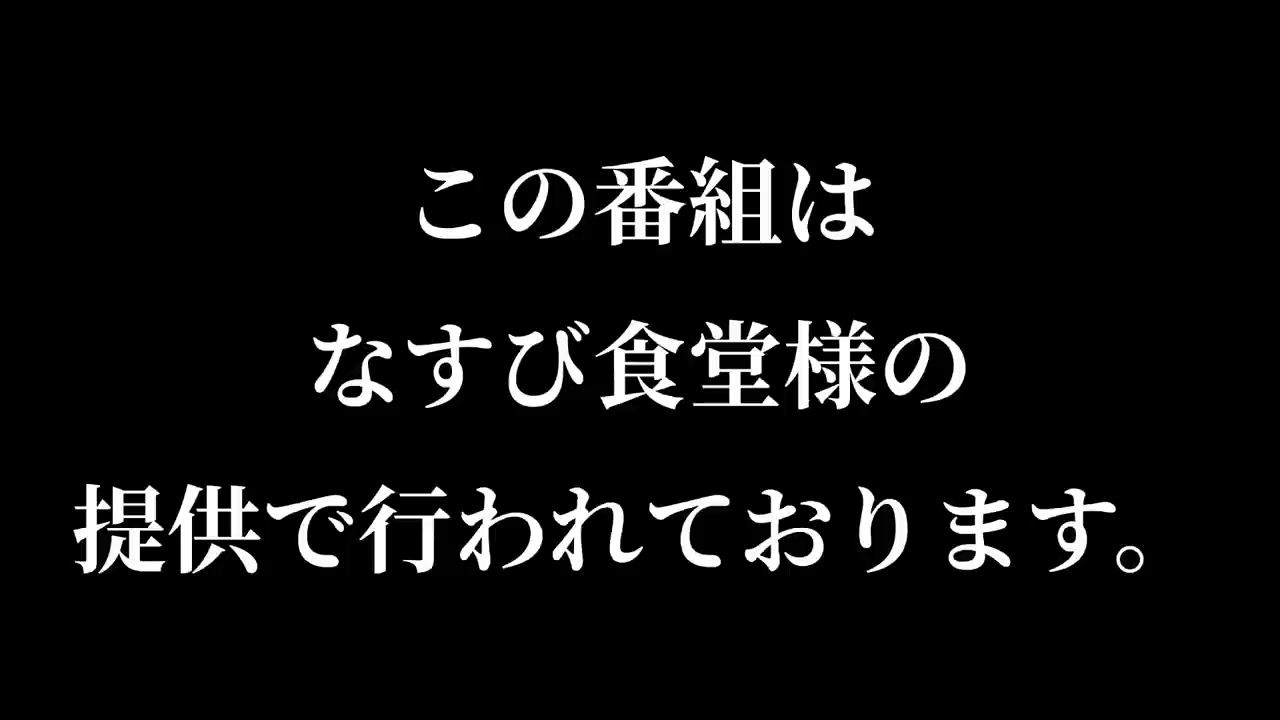 この番組は
なすび食堂様の
提供で行われております。